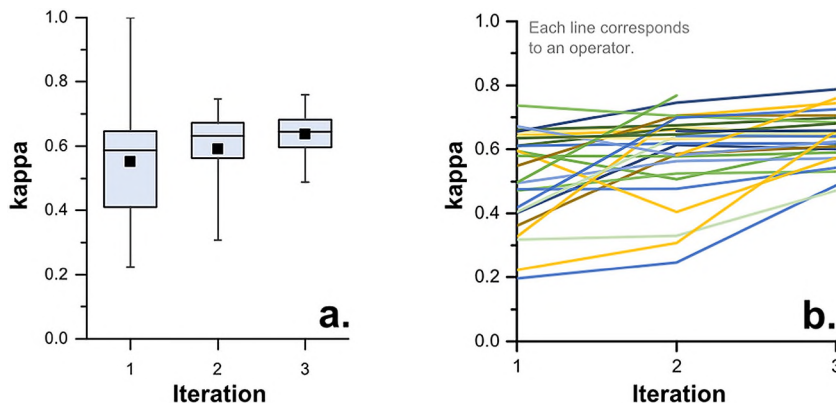 1.0
0.8
0.6
0.4
0.2
0.0
kappa
1 2 3
Iteration
a.
1.0
0.8
0.6
0.4
0.2
0.0
kappa
Each line corresponds
to an operator.
1 2 3
Iteration
b.